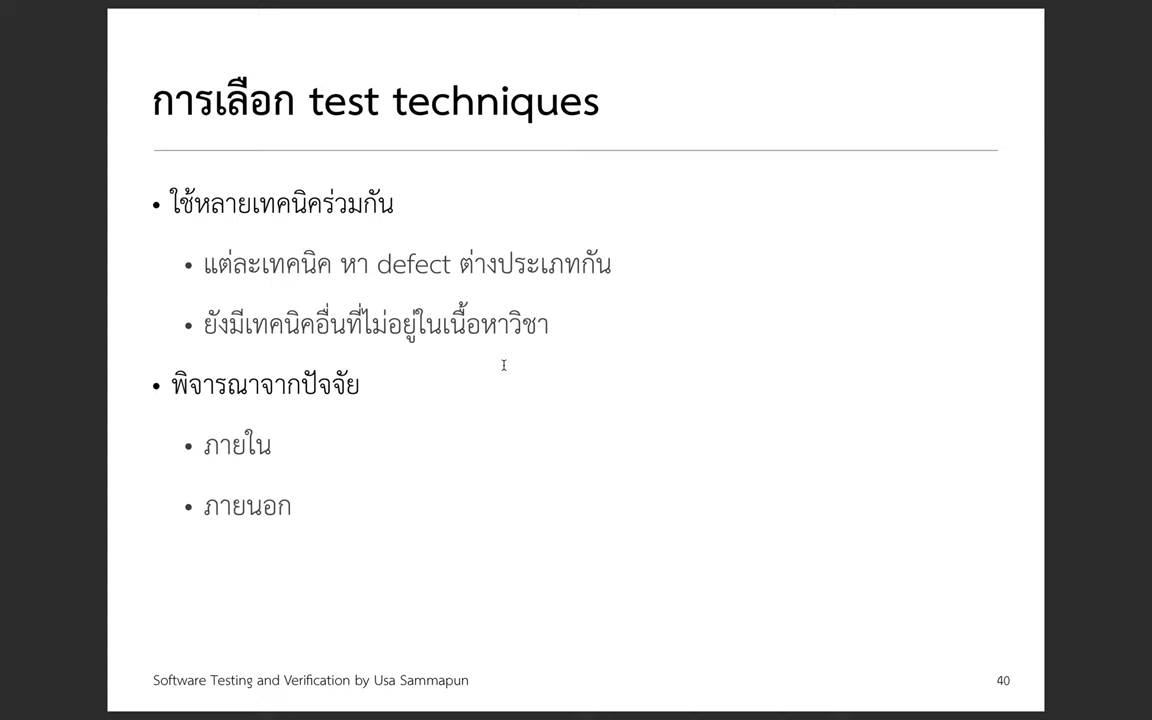 การเลือก test techniques
• ใช้หลายเทคนิคร่วมกัน
• แต่ละเทคนิค หา defect ต่างประเภทกัน
• ยังมีเทคนิคอื่นที่ไม่อยู่ในเนื้อหาวิชา
• พิจารณาจากปัจจัย
• ภายใน
• ภายนอก
Software Testing and Verification by Usa Sammapun
40